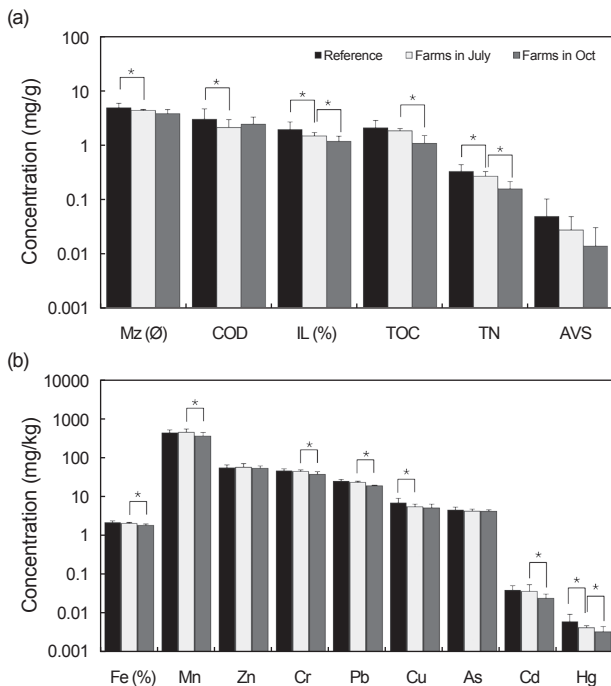 (a)
Concentration (mg/g)
100
10
1
0.1
0.01
0.001
Reference Farms in July Farms in Oct
* * * * * * *
Mz (Ø) COD IL (%) TOC TN AVS
(b)
Concentration (mg/kg)
10000
1000
100
10
1
0.1
0.01
0.001
* * * * * * * *
Fe (%) Mn Zn Cr Pb Cu As Cd Hg